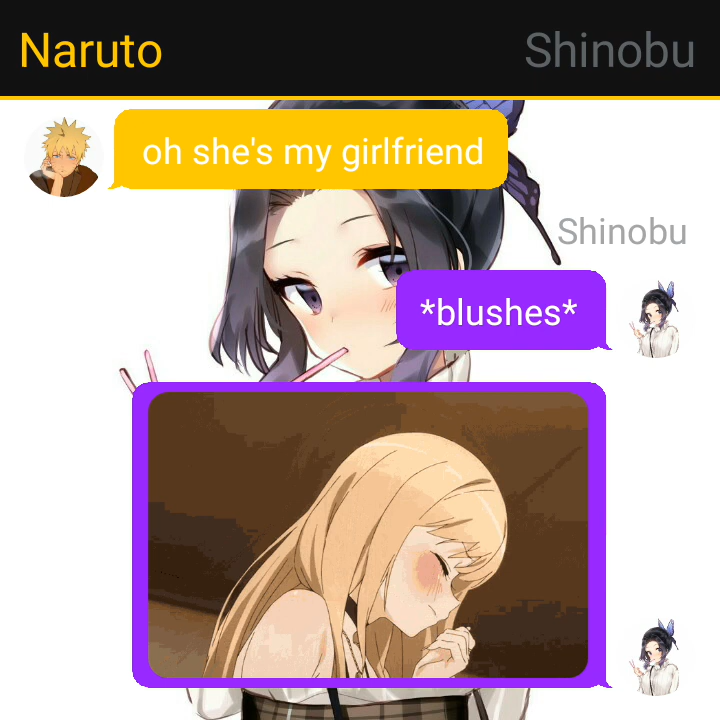 Naruto
Shinobu
oh she's my girlfriend
Shinobu
*blushes*